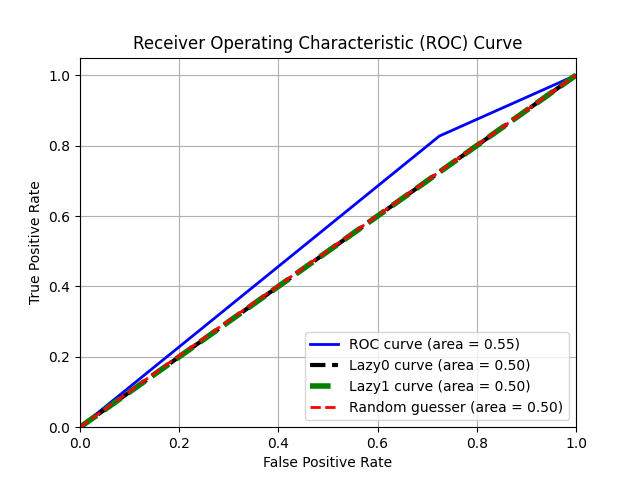 Receiver Operating Characteristic (ROC) Curve
True Positive Rate
1.0
0.8
0.6
0.4
0.2
0.0
0.0 0.2 0.4 0.6 0.8 1.0
False Positive Rate
ROC curve (area = 0.55)
Lazy0 curve (area = 0.50)
Lazy1 curve (area = 0.50)
Random guesser (area = 0.50)